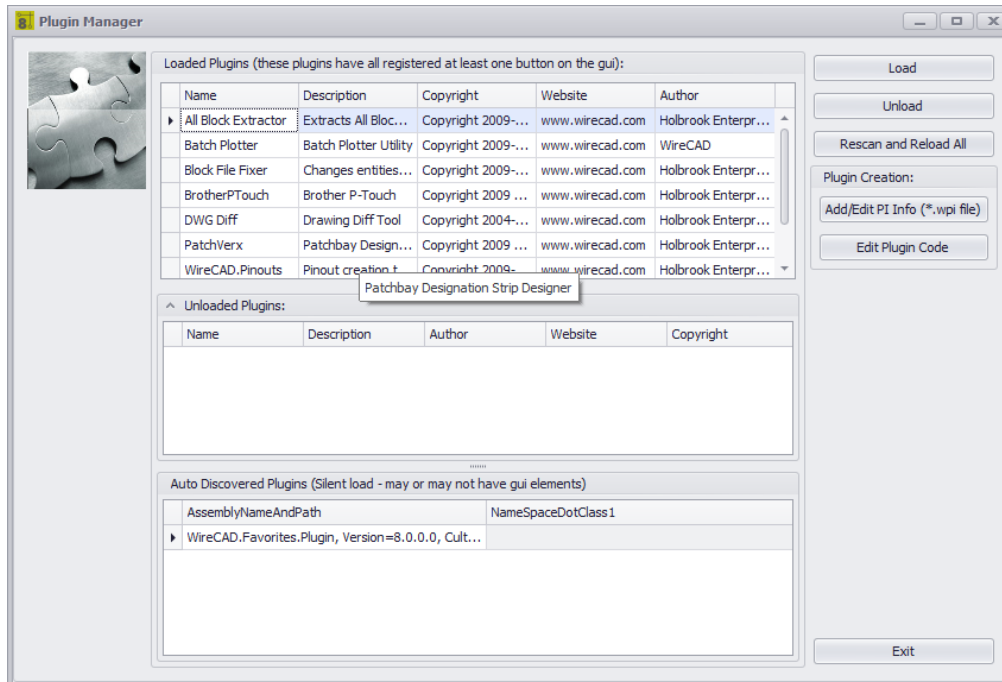 8 Plugin Manager
Loaded Plugins (these plugins have all registered at least one button on the gui):
Name Description Copyright Website Author
All Block Extractor Extracts All Bloc... Copyright 2009-... www.wirecad.com Holbrook Enterpr...
Batch Plotter Batch Plotter Utility Copyright 2009-... www.wirecad.com WireCAD
Block File Fixer Changes entities... Copyright 2009-... www.wirecad.com Holbrook Enterpr...
BrotherPTouch Brother P-Touch Copyright 2009 ... www.wirecad.com Holbrook Enterpr...
DWG Diff Drawing Diff Tool Copyright 2004-... www.wirecad.com Holbrook Enterpr...
PatchVerx Patchbay Design... Copyright 2009 ... www.wirecad.com Holbrook Enterpr...
WireCAD.Pinouts Pinout creation t... Copyright 2009-... www.wirecad.com Holbrook Enterpr...
Patchbay Designation Strip Designer
Unloaded Plugins:
Name Description Author Website Copyright
Auto Discovered Plugins (Silent load - may or may not have gui elements)
AssemblyNameAndPath NameSpaceDotClass1
WireCAD.Favorites.Plugin, Version=8.0.0.0, Cult...
Load
Unload
Rescan and Reload All
Plugin Creation:
Add/Edit PI Info (*.wpi file)
Edit Plugin Code
Exit